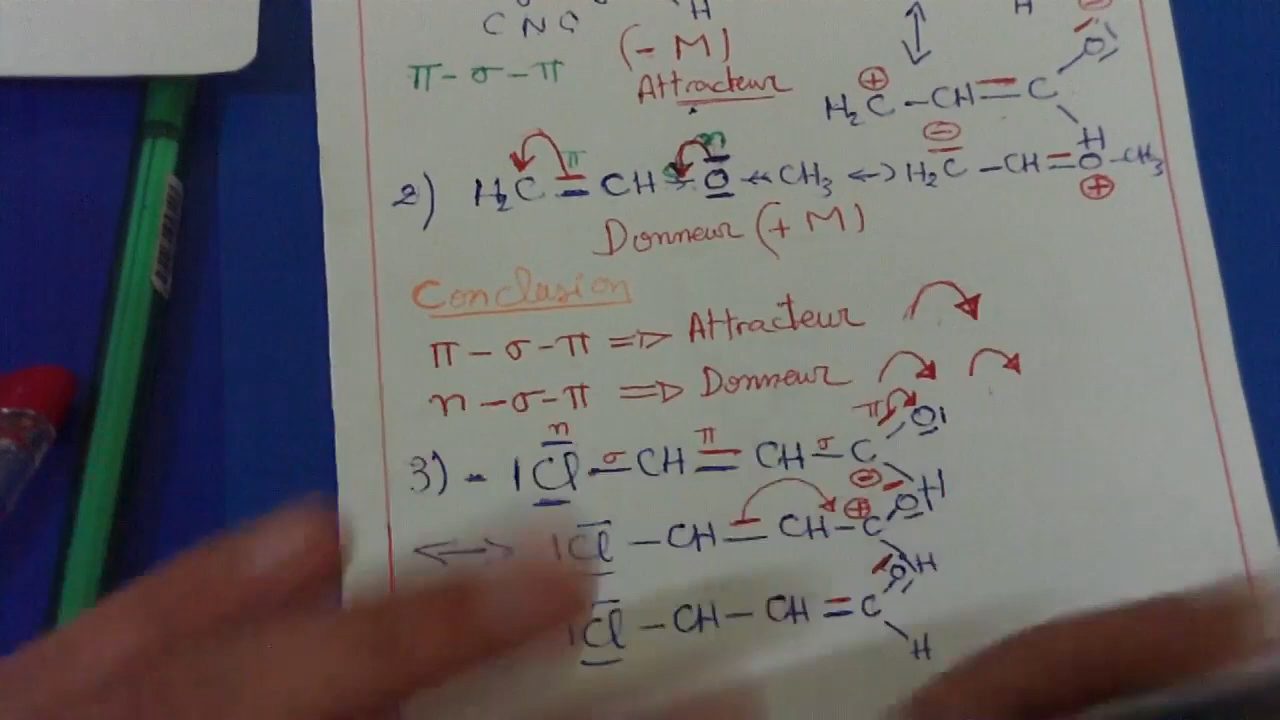 CNO H H
(- M)
π-σ-π
Attracteur
H₂C⊕ - CH = C
H
2) H₂C = CH - O ← CH₃ ↔ H₂C⊖ - CH = O⊕ - CH₃
Donneur (+ M)
Conclusion
π - σ - π ⇒ Attracteur
n - σ - π ⇒ Donneur
3) - |Cl - CH = CH - C O H
n σ π σ π
↔ |Cl - CH = CH - C⊕ O⊖ H
|Cl - CH - CH = C O H